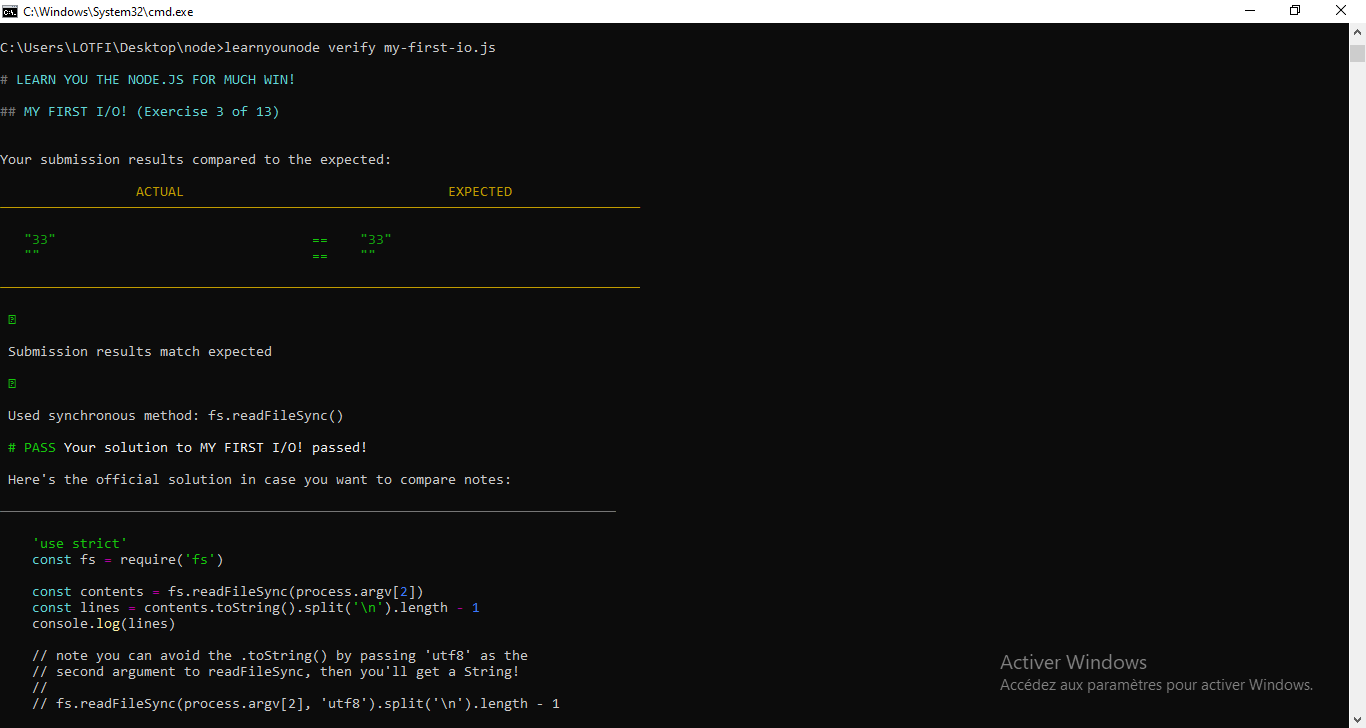 C:\Windows\System32\cmd.exe
C:\Users\LOTFI\Desktop\node>learnyounode verify my-first-io.js
# LEARN YOU THE NODE.JS FOR MUCH WIN!
## MY FIRST I/O! (Exercise 3 of 13)
Your submission results compared to the expected:
ACTUAL EXPECTED
"33" == "33"
"" == ""
Submission results match expected
Used synchronous method: fs.readFileSync()
# PASS Your solution to MY FIRST I/O! passed!
Here's the official solution in case you want to compare notes:
'use strict'
const fs = require('fs')
const contents = fs.readFileSync(process.argv[2])
const lines = contents.toString().split('\n').length - 1
console.log(lines)
// note you can avoid the .toString() by passing 'utf8' as the
// second argument to readFileSync, then you'll get a String!
//
// fs.readFileSync(process.argv[2], 'utf8').split('\n').length - 1
Activer Windows
Accédez aux paramètres pour activer Windows.